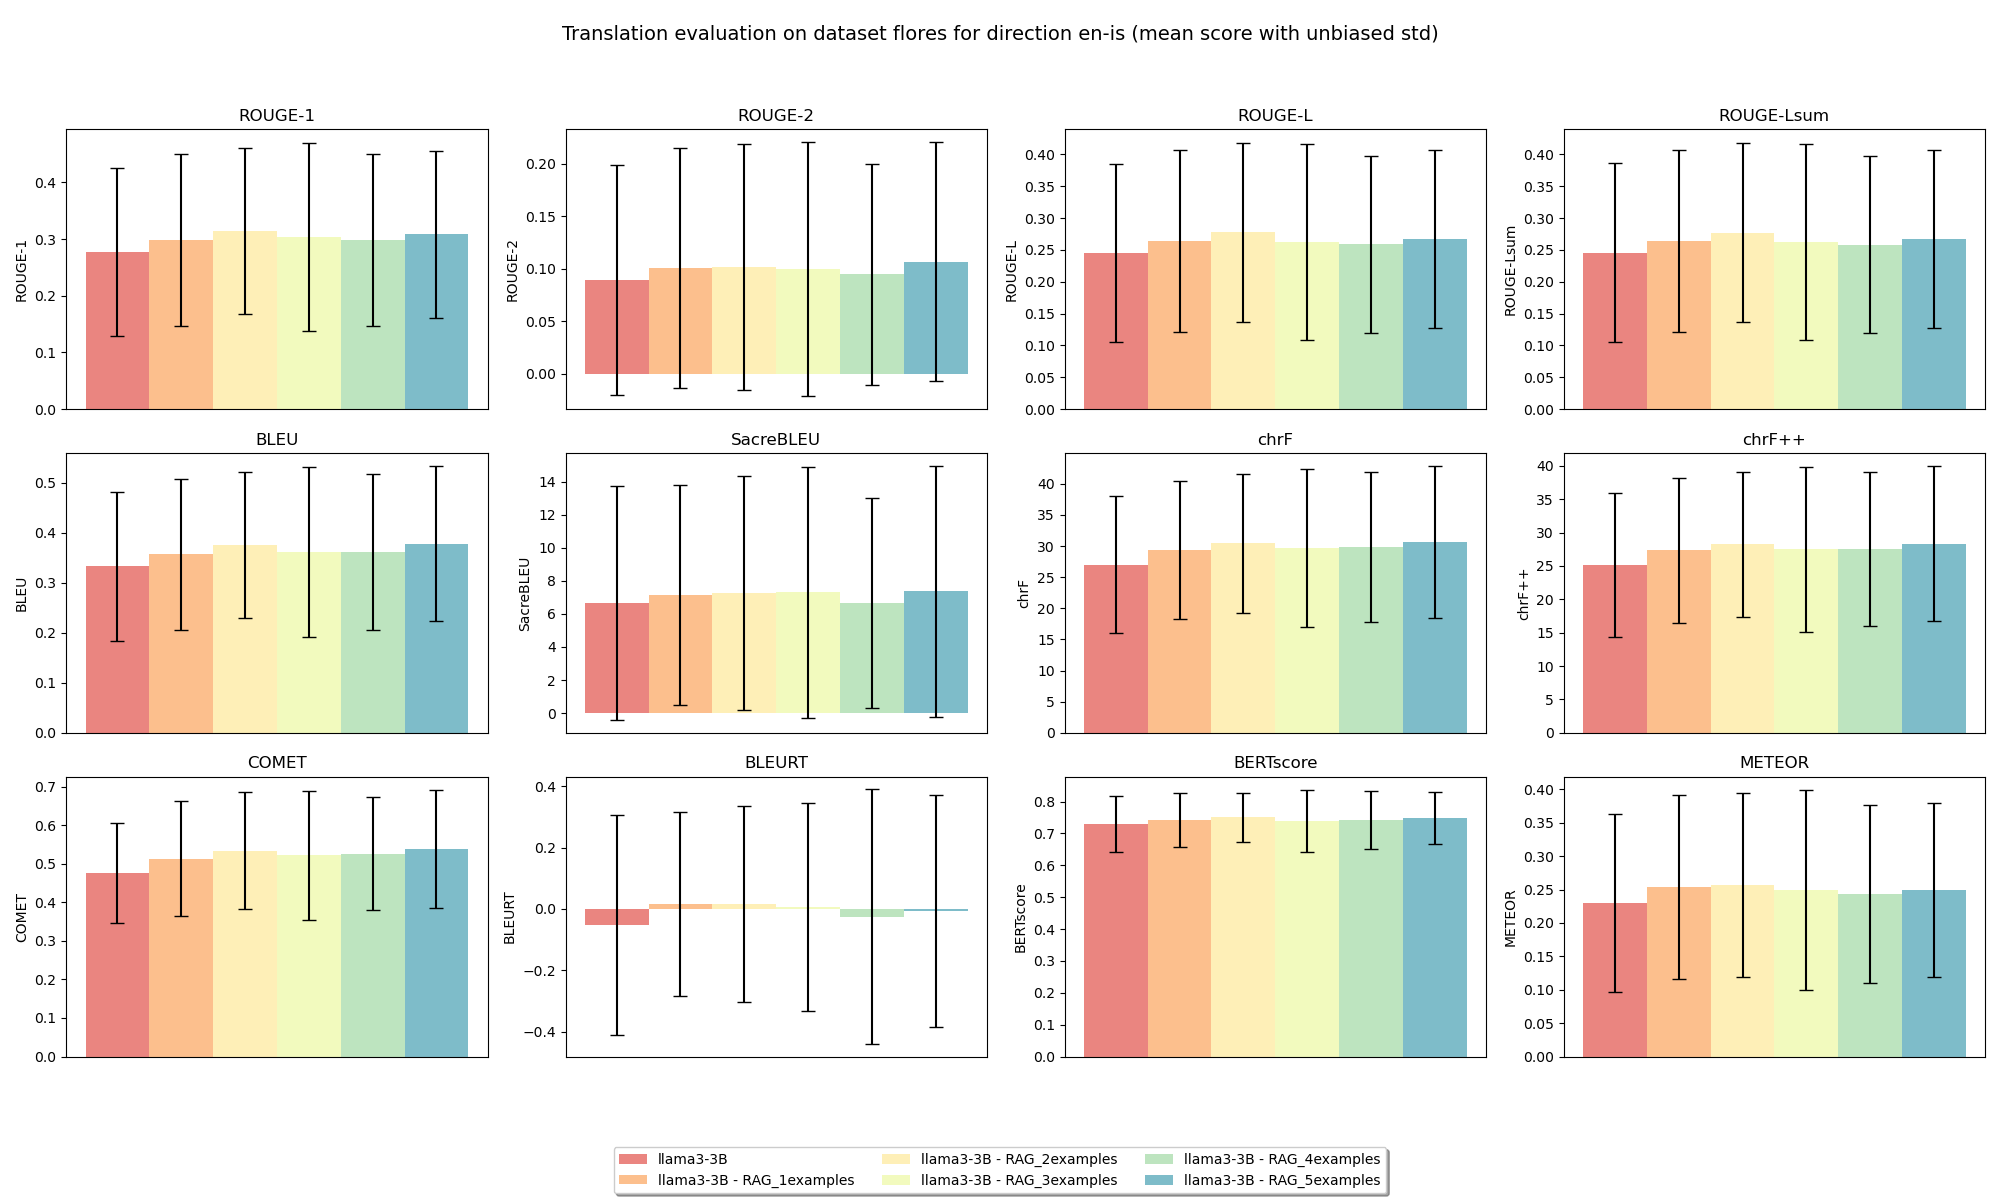 Translation evaluation on dataset flores for direction en-is (mean score with unbiased std)
ROUGE-1
ROUGE-1
0.4
0.3
0.2
0.1
0.0
ROUGE-2
ROUGE-2
0.20
0.15
0.10
0.05
0.00
ROUGE-L
ROUGE-L
0.40
0.35
0.30
0.25
0.20
0.15
0.10
0.05
0.00
ROUGE-Lsum
ROUGE-Lsum
0.40
0.35
0.30
0.25
0.20
0.15
0.10
0.05
0.00
BLEU
BLEU
0.5
0.4
0.3
0.2
0.1
0.0
SacreBLEU
SacreBLEU
14
12
10
8
6
4
2
0
chrF
chrF
40
35
30
25
20
15
10
5
0
chrF++
chrF++
40
35
30
25
20
15
10
5
0
COMET
COMET
0.7
0.6
0.5
0.4
0.3
0.2
0.1
0.0
BLEURT
BLEURT
0.4
0.2
0.0
−0.2
−0.4
BERTscore
BERTscore
0.8
0.7
0.6
0.5
0.4
0.3
0.2
0.1
0.0
METEOR
METEOR
0.40
0.35
0.30
0.25
0.20
0.15
0.10
0.05
0.00
llama3-3B
llama3-3B - RAG_1examples
llama3-3B - RAG_2examples
llama3-3B - RAG_3examples
llama3-3B - RAG_4examples
llama3-3B - RAG_5examples